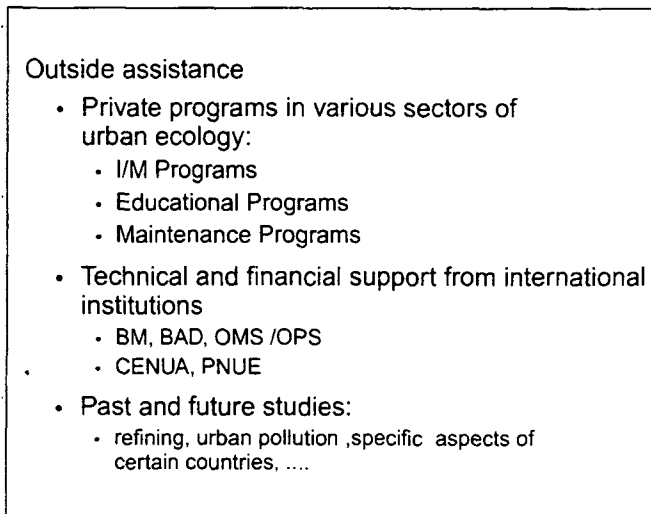 Outside assistance
• Private programs in various sectors of
urban ecology:
• I/M Programs
• Educational Programs
• Maintenance Programs
• Technical and financial support from international
institutions
• BM, BAD, OMS /OPS
• CENUA, PNUE
• Past and future studies:
• refining, urban pollution ,specific aspects of
certain countries, ....